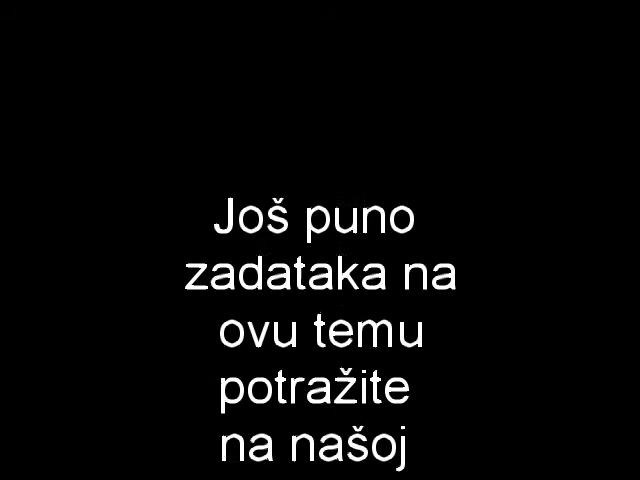 Još puno
zadataka na
ovu temu
potražite
na našoj